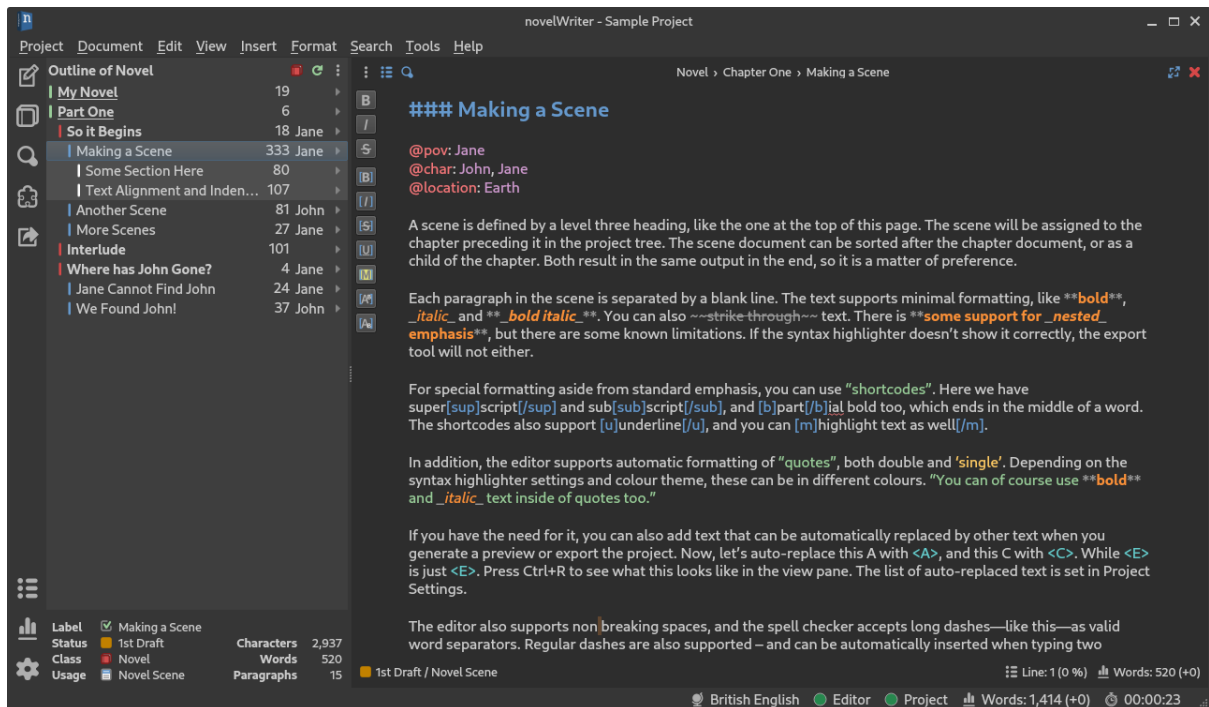 novelWriter - Sample Project
Project Document Edit View Insert Format Search Tools Help
Outline of Novel
My Novel 19
Part One 6
So it Begins 18 Jane
Making a Scene 333 Jane
Some Section Here 80
Text Alignment and Inden... 107
Another Scene 81 John
More Scenes 27 Jane
Interlude 101
Where has John Gone? 4 Jane
Jane Cannot Find John 24 Jane
We Found John! 37 John
Label Making a Scene
Status 1st Draft Characters 2,937
Class Novel Words 520
Usage Novel Scene Paragraphs 15
Novel › Chapter One › Making a Scene
B
I
S
[B]
[I]
[S]
[U]
[M]
### Making a Scene
@pov: Jane
@char: John, Jane
@location: Earth
A scene is defined by a level three heading, like the one at the top of this page. The scene will be assigned to the
chapter preceding it in the project tree. The scene document can be sorted after the chapter document, or as a
child of the chapter. Both result in the same output in the end, so it is a matter of preference.
Each paragraph in the scene is separated by a blank line. The text supports minimal formatting, like **bold**,
_italic_ and **_bold italic_**. You can also ~~strike through~~ text. There is **some support for _nested_
emphasis**, but there are some known limitations. If the syntax highlighter doesn’t show it correctly, the export
tool will not either.
For special formatting aside from standard emphasis, you can use “shortcodes”. Here we have
super[sup]script[/sup] and sub[sub]script[/sub], and [b]part[/b]ial bold too, which ends in the middle of a word.
The shortcodes also support [u]underline[/u], and you can [m]highlight text as well[/m].
In addition, the editor supports automatic formatting of “quotes”, both double and ‘single’. Depending on the
syntax highlighter settings and colour theme, these can be in different colours. “You can of course use **bold**
and _italic_ text inside of quotes too.”
If you have the need for it, you can also add text that can be automatically replaced by other text when you
generate a preview or export the project. Now, let’s auto-replace this A with <A>, and this C with <C>. While <E>
is just <E>. Press Ctrl+R to see what this looks like in the view pane. The list of auto-replaced text is set in Project
Settings.
The editor also supports non breaking spaces, and the spell checker accepts long dashes—like this—as valid
word separators. Regular dashes are also supported – and can be automatically inserted when typing two
1st Draft / Novel Scene Line: 1 (0 %) Words: 520 (+0)
British English Editor Project Words: 1,414 (+0) 00:00:23